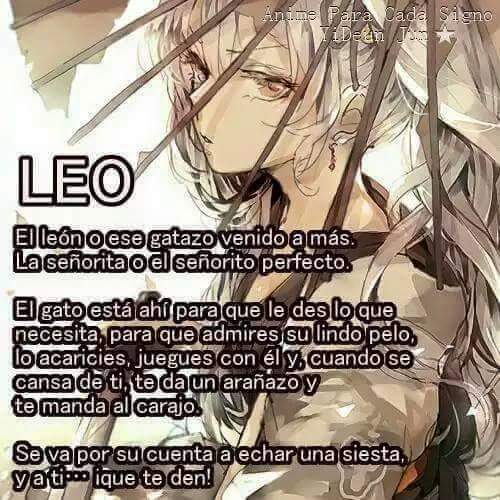 Anime Para Cada Signo
YiDeun Jun ★
LEO
El león o ese gatazo venido a más.
La señorita o el señorito perfecto.
El gato está ahí para que le des lo que
necesita, para que admires su lindo pelo,
lo acaricies, juegues con él y, cuando se
cansa de ti, te da un arañazo y
te manda al carajo.
Se va por su cuenta a echar una siesta,
y a ti… ¡que te den!